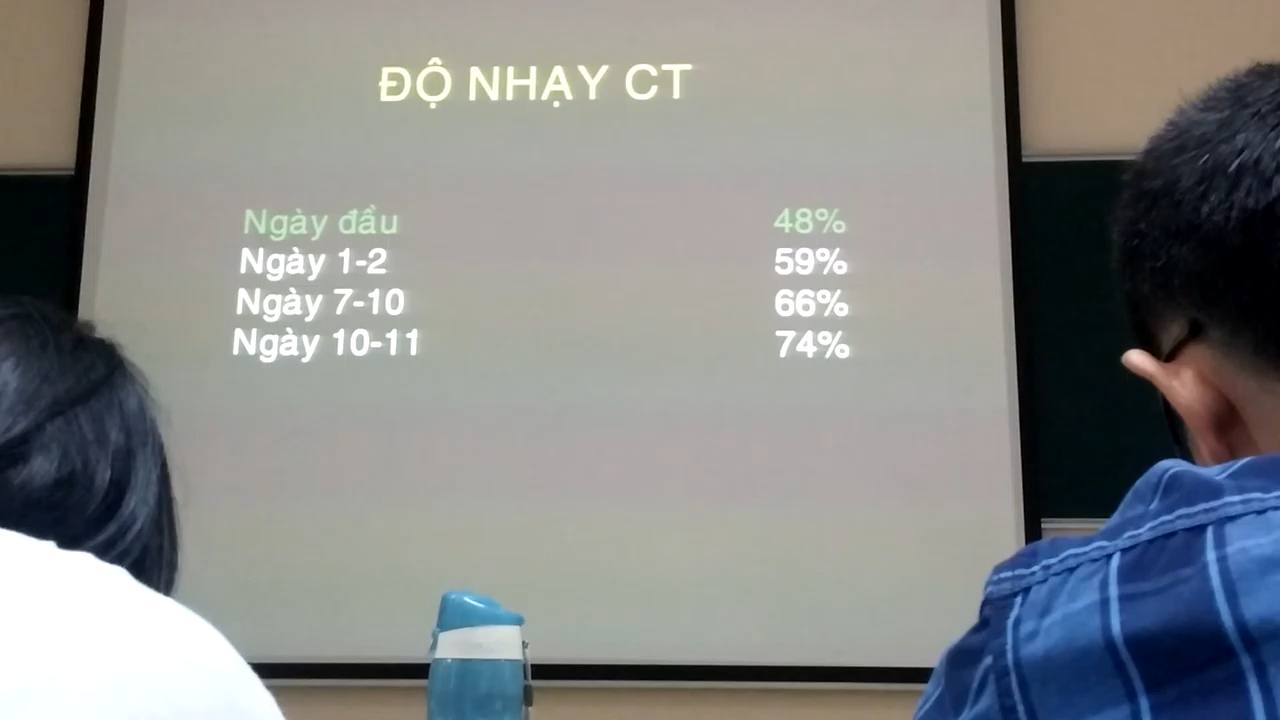 ĐỘ NHẠY CT
Ngày đầu 48%
Ngày 1-2 59%
Ngày 7-10 66%
Ngày 10-11 74%